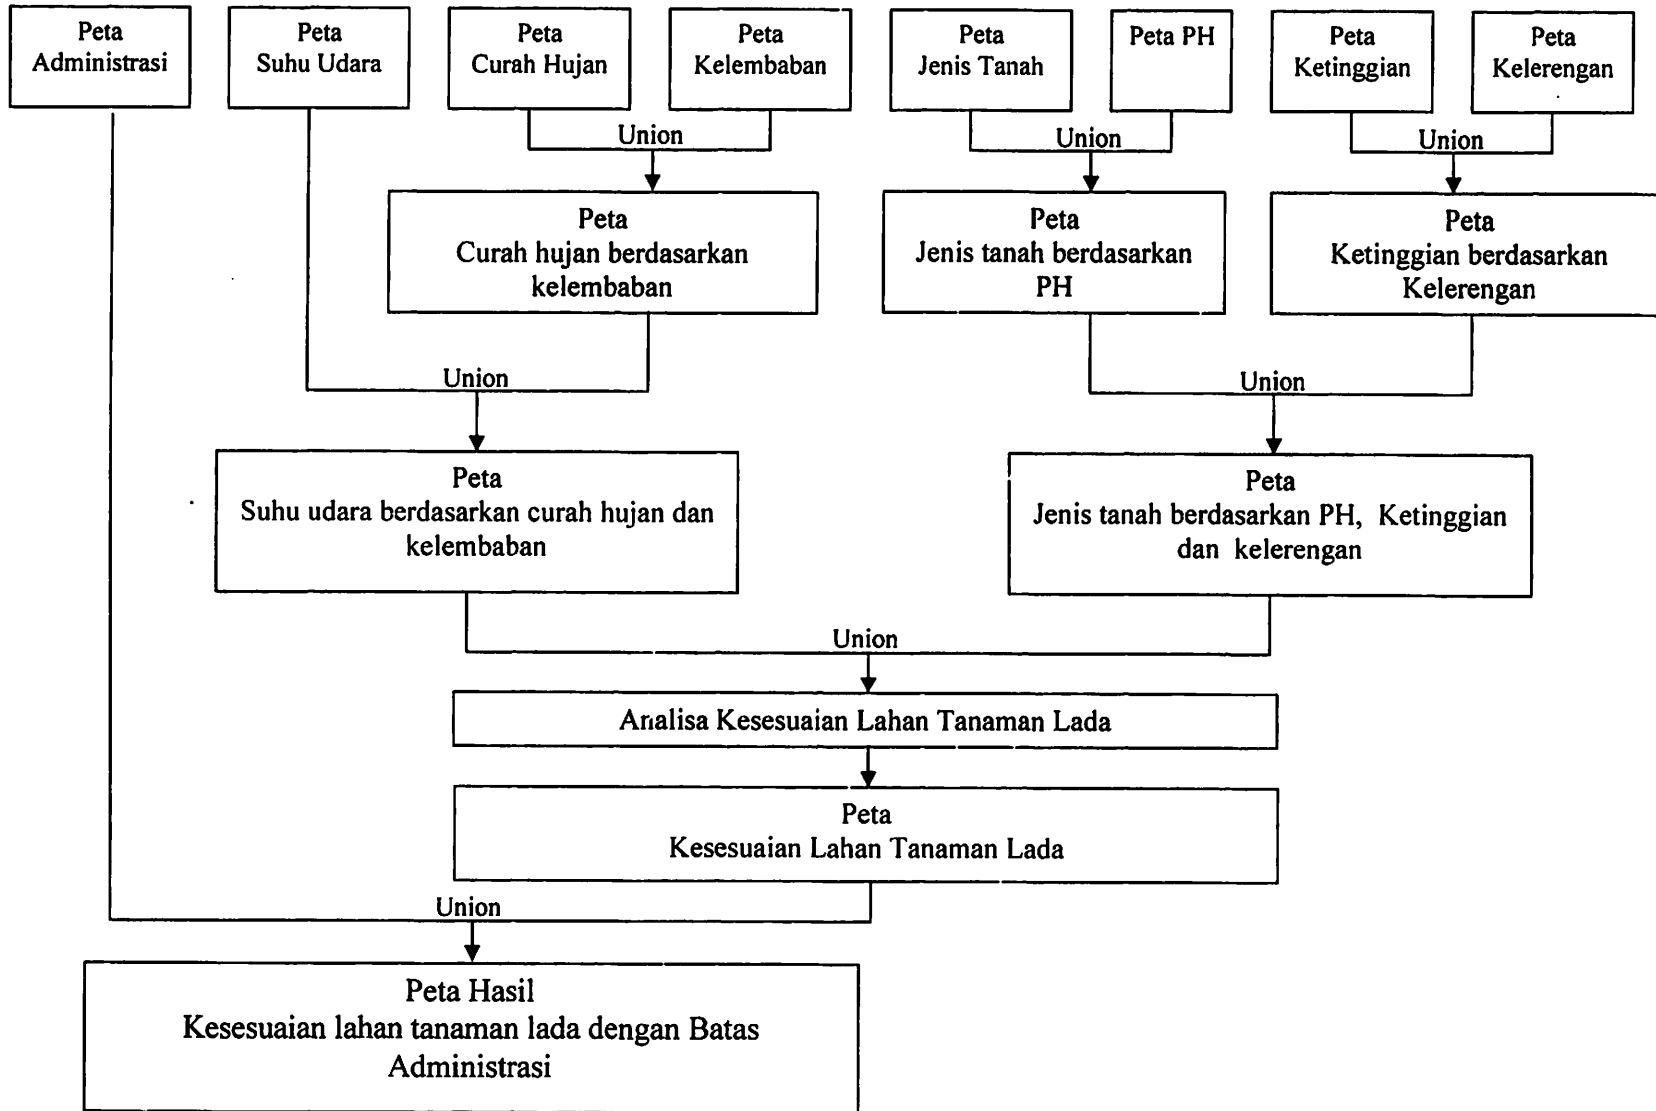 Peta
Administrasi
Peta
Suhu Udara
Peta
Curah Hujan
Peta
Kelembaban
Peta
Jenis Tanah
Peta PH
Peta
Ketinggian
Peta
Kelerengan
Union
Union
Union
Peta
Curah hujan berdasarkan
kelembaban
Peta
Jenis tanah berdasarkan
PH
Peta
Ketinggian berdasarkan
Kelerengan
Union
Union
Peta
Suhu udara berdasarkan curah hujan dan
kelembaban
Peta
Jenis tanah berdasarkan PH, Ketinggian
dan kelerengan
Union
Analisa Kesesuaian Lahan Tanaman Lada
Peta
Kesesuaian Lahan Tanaman Lada
Union
Peta Hasil
Kesesuaian lahan tanaman lada dengan Batas
Administrasi